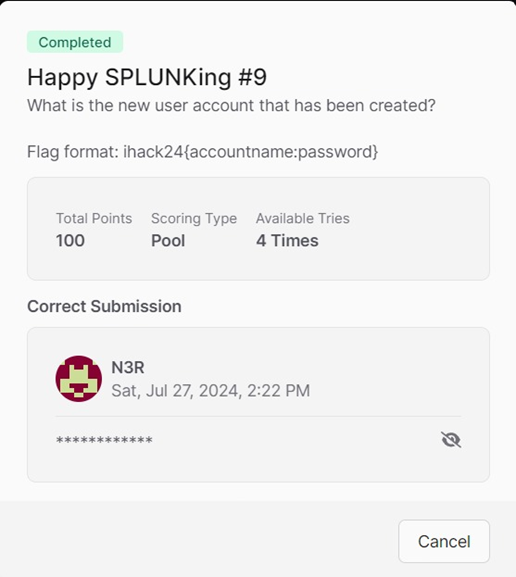 Completed
Happy SPLUNKing #9
What is the new user account that has been created?
Flag format: ihack24{accountname:password}
Total Points Scoring Type Available Tries
100 Pool 4 Times
Correct Submission
N3R
Sat, Jul 27, 2024, 2:22 PM
************
Cancel